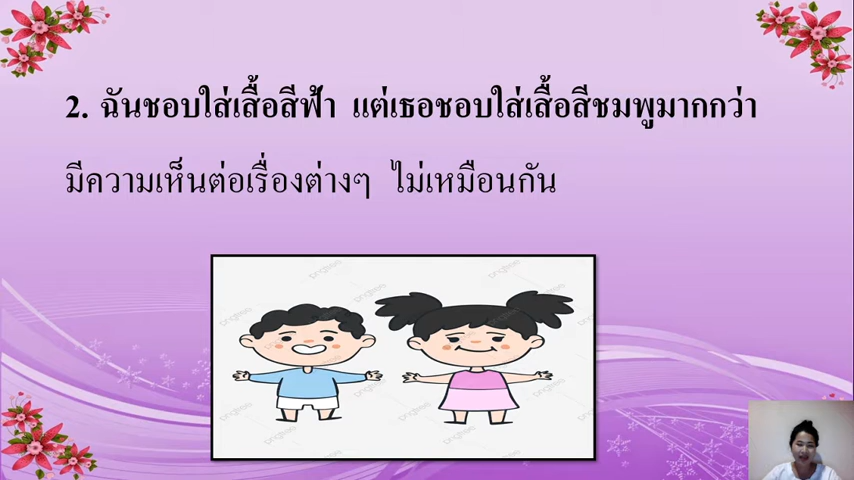 2. ฉันชอบใส่เสื้อสีฟ้า แต่เธอชอบใส่เสื้อสีชมพูมากกว่า
มีความเห็นต่อเรื่องต่างๆ ไม่เหมือนกัน
pngtree